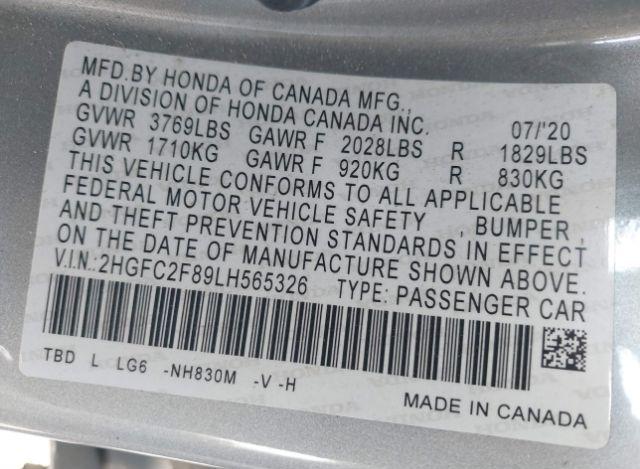 MFD.BY HONDA OF CANADA MFG.,
A DIVISION OF HONDA CANADA INC. 07/'20
GVWR 3769LBS GAWR F 2028LBS R 1829LBS
GVWR 1710KG GAWR F 920KG R 830KG
THIS VEHICLE CONFORMS TO ALL APPLICABLE
FEDERAL MOTOR VEHICLE SAFETY , BUMPER ,
AND THEFT PREVENTION STANDARDS IN EFFECT
ON THE DATE OF MANUFACTURE SHOWN ABOVE.
V.I.N.:2HGFC2F89LH565326 TYPE: PASSENGER CAR
TBD L LG6 -NH830M -V -H
MADE IN CANADA